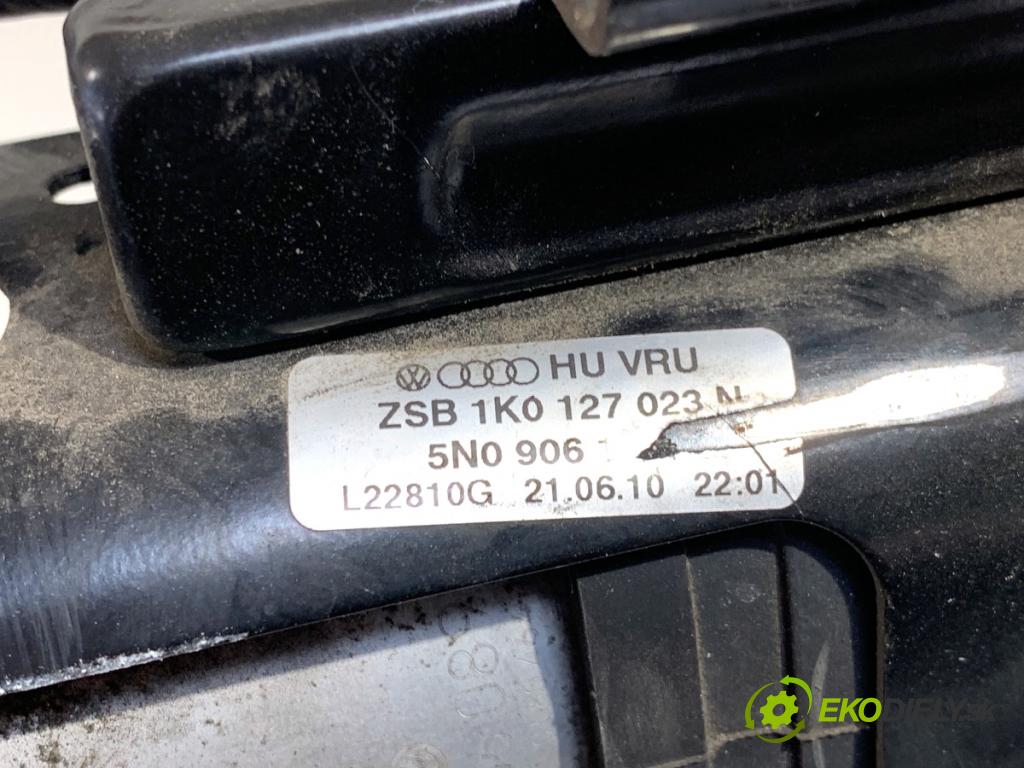 HU VRU
ZSB 1K0 127 023 N
5N0 906
L22810G 21.06.10 22:01
EKODIELY.SK